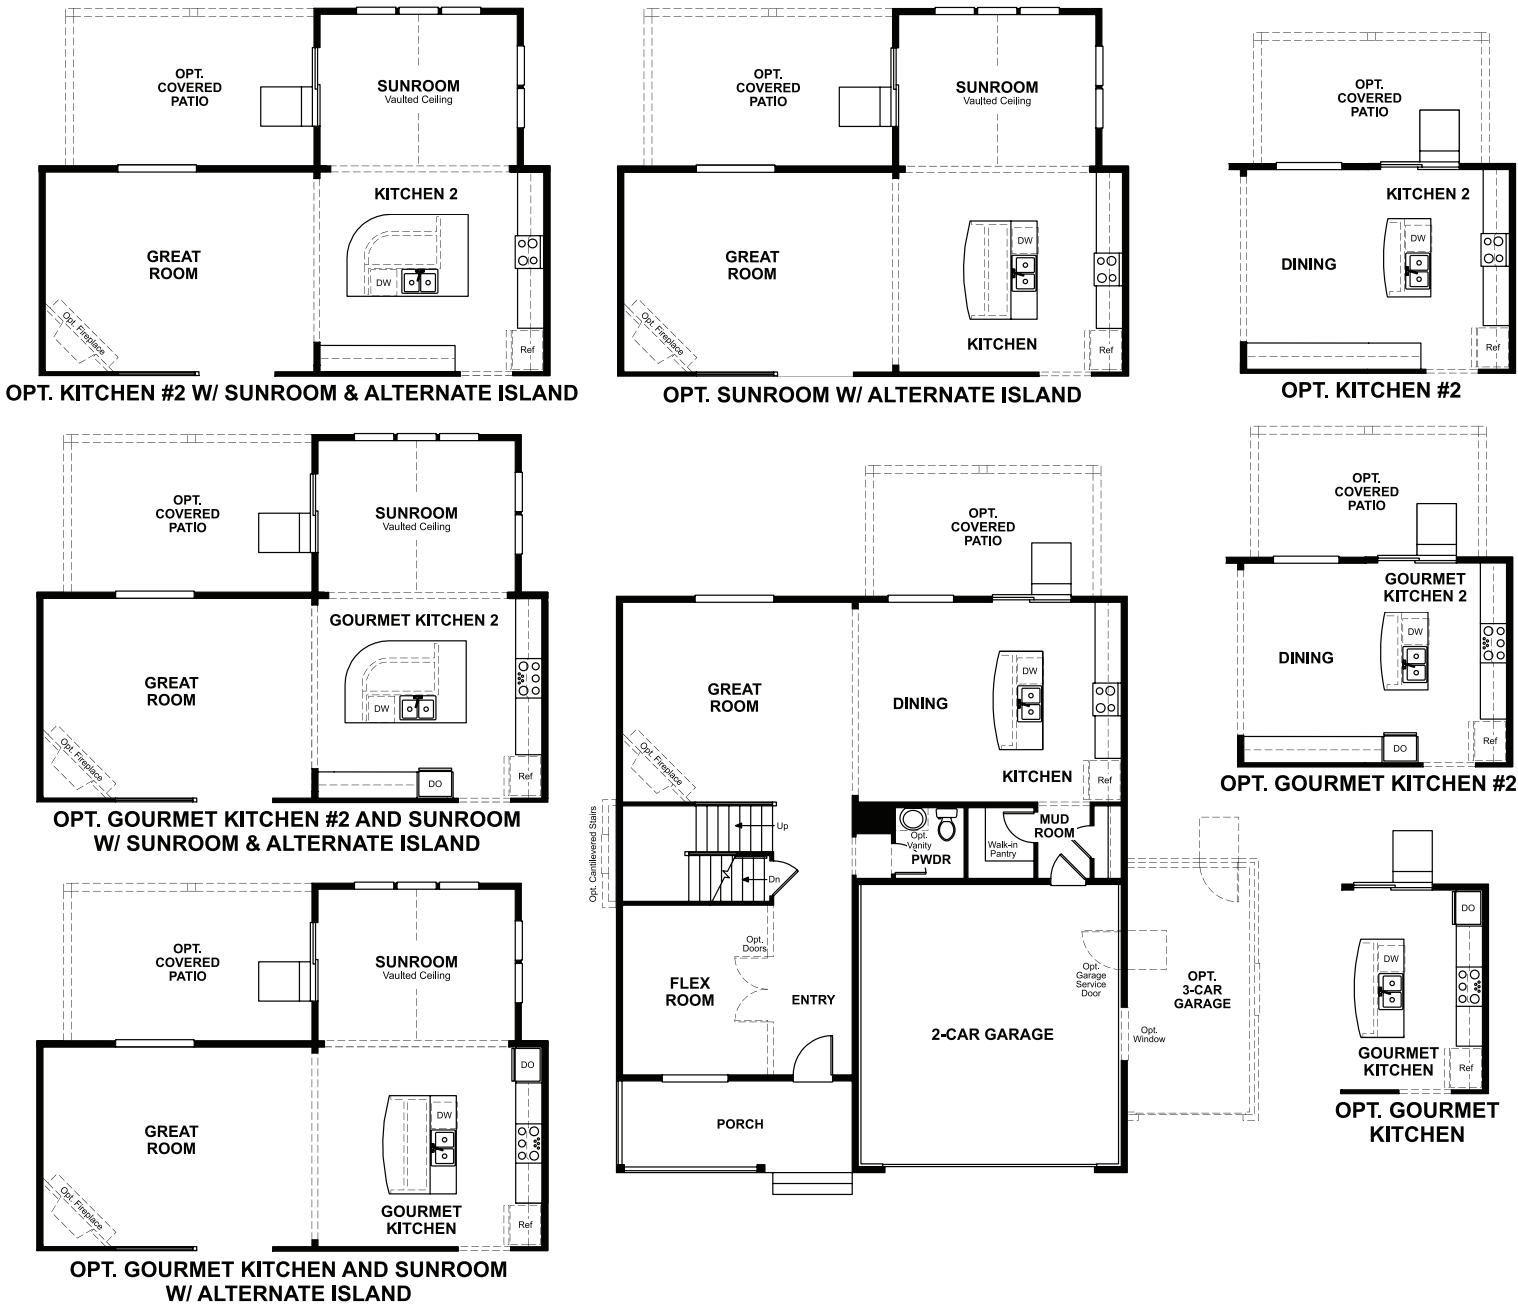 OPT.
COVERED
PATIO
SUNROOM
Vaulted Ceiling
KITCHEN 2
GREAT
ROOM
DW
Opt. Fireplace
Ref
OPT. KITCHEN #2 W/ SUNROOM & ALTERNATE ISLAND
OPT.
COVERED
PATIO
SUNROOM
Vaulted Ceiling
GREAT
ROOM
DW
KITCHEN
Opt. Fireplace
Ref
OPT. SUNROOM W/ ALTERNATE ISLAND
OPT.
COVERED
PATIO
KITCHEN 2
DW
DINING
Ref
OPT. KITCHEN #2
OPT.
COVERED
PATIO
SUNROOM
Vaulted Ceiling
GOURMET KITCHEN 2
GREAT
ROOM
DW
Opt. Fireplace
DO
Ref
OPT. GOURMET KITCHEN #2 AND SUNROOM
W/ SUNROOM & ALTERNATE ISLAND
OPT.
COVERED
PATIO
GREAT
ROOM
DINING
DW
KITCHEN
Opt. Fireplace
Ref
Opt. Cantilevered Stairs
Up
Dn
Opt.
Vanity
PWDR
Walk-in
Pantry
MUD
ROOM
Opt.
Doors
FLEX
ROOM
ENTRY
2-CAR GARAGE
Opt.
Garage
Service
Door
OPT.
3-CAR
GARAGE
Opt.
Window
PORCH
OPT.
COVERED
PATIO
GOURMET
KITCHEN 2
DW
DINING
DO
Ref
OPT. GOURMET KITCHEN #2
OPT.
COVERED
PATIO
SUNROOM
Vaulted Ceiling
DO
GREAT
ROOM
DW
GOURMET
KITCHEN
Opt. Fireplace
Ref
OPT. GOURMET KITCHEN AND SUNROOM
W/ ALTERNATE ISLAND
DO
DW
GOURMET
KITCHEN
Ref
OPT. GOURMET
KITCHEN